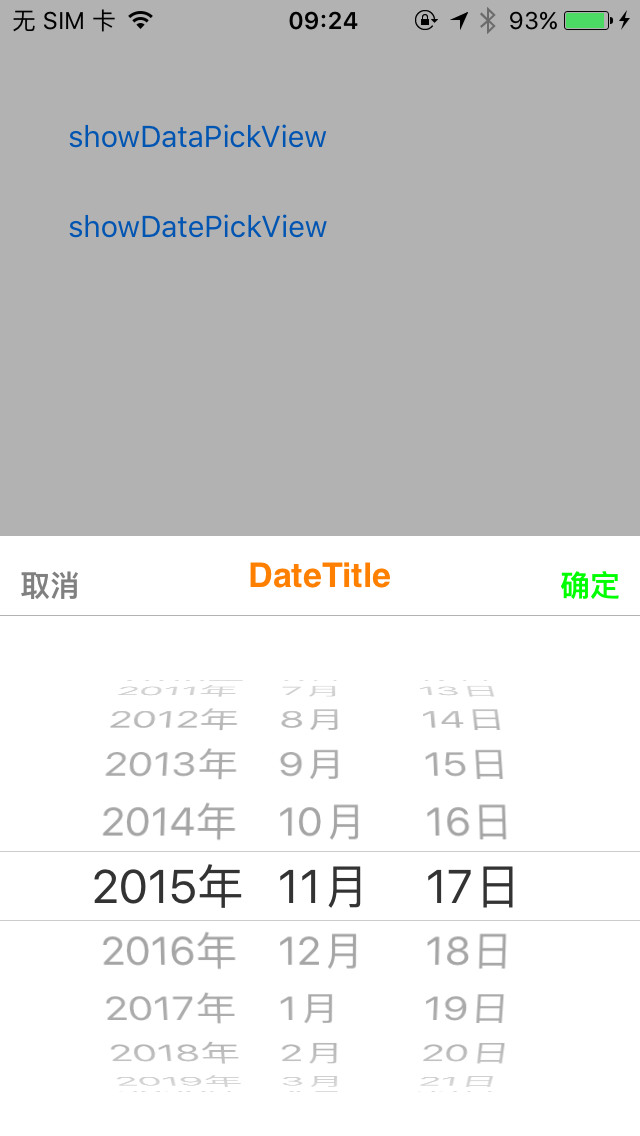 无 SIM 卡 09:24 93%
showDataPickView
showDatePickView
取消 DateTitle 确定
2011年 7月 13日
2012年 8月 14日
2013年 9月 15日
2014年 10月 16日
2015年 11月 17日
2016年 12月 18日
2017年 1月 19日
2018年 2月 20日
2019年 3月 21日